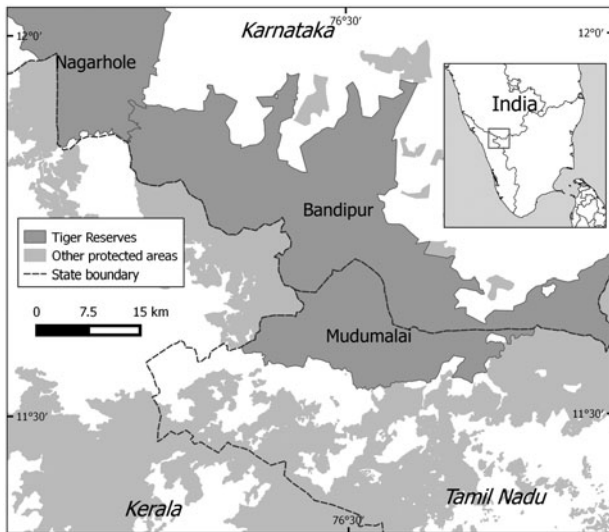 76°30'
12°0'
12°0'
Karnataka
Nagarhole
India
Bandipur
Tiger Reserves
Other protected areas
State boundary
0 7.5 15 km
Mudumalai
11°30'
11°30'
Kerala
76°30'
Tamil Nadu